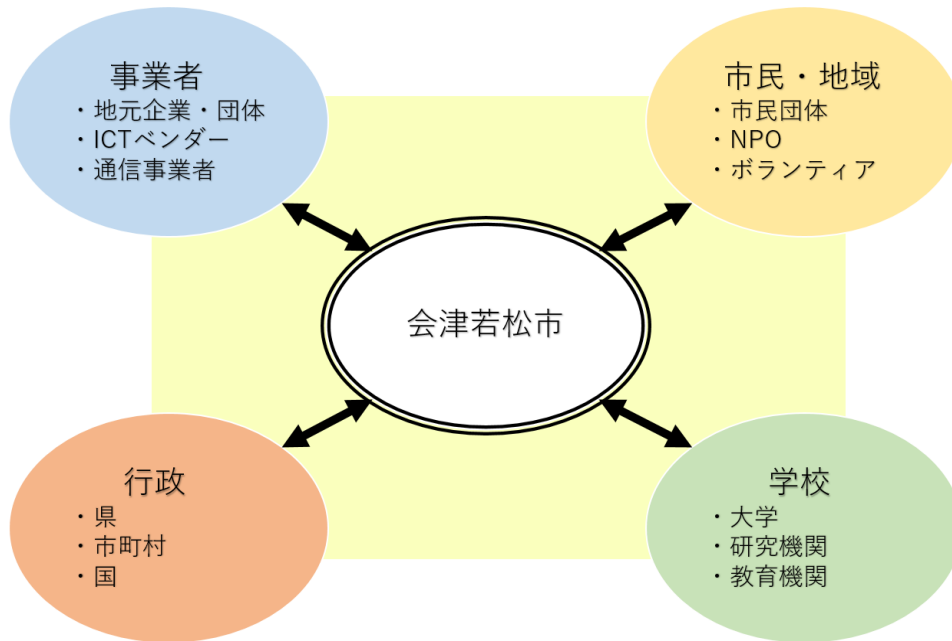 事業者
・地元企業・団体
・ICTベンダー
・通信事業者
市民・地域
・市民団体
・NPO
・ボランティア
会津若松市
行政
・県
・市町村
・国
学校
・大学
・研究機関
・教育機関